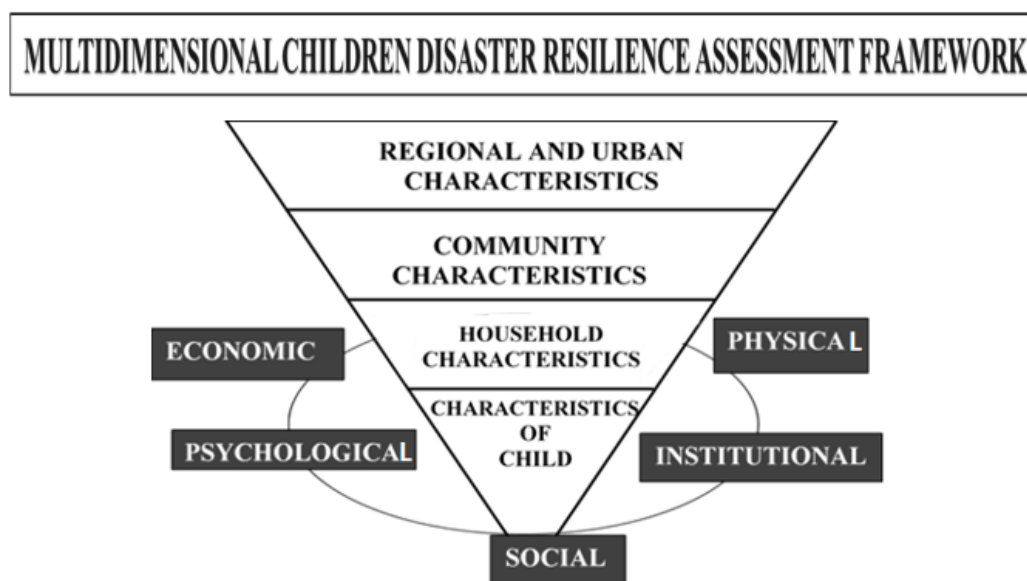 MULTIDIMENSIONAL CHILDREN DISASTER RESILIENCE ASSESSMENT FRAMEWORK
REGIONAL AND URBAN
CHARACTERISTICS
COMMUNITY
CHARACTERISTICS
HOUSEHOLD
CHARACTERISTICS
CHARACTERISTICS
OF
CHILD
ECONOMIC
PHYSICAL
PSYCHOLOGICAL
INSTITUTIONAL
SOCIAL